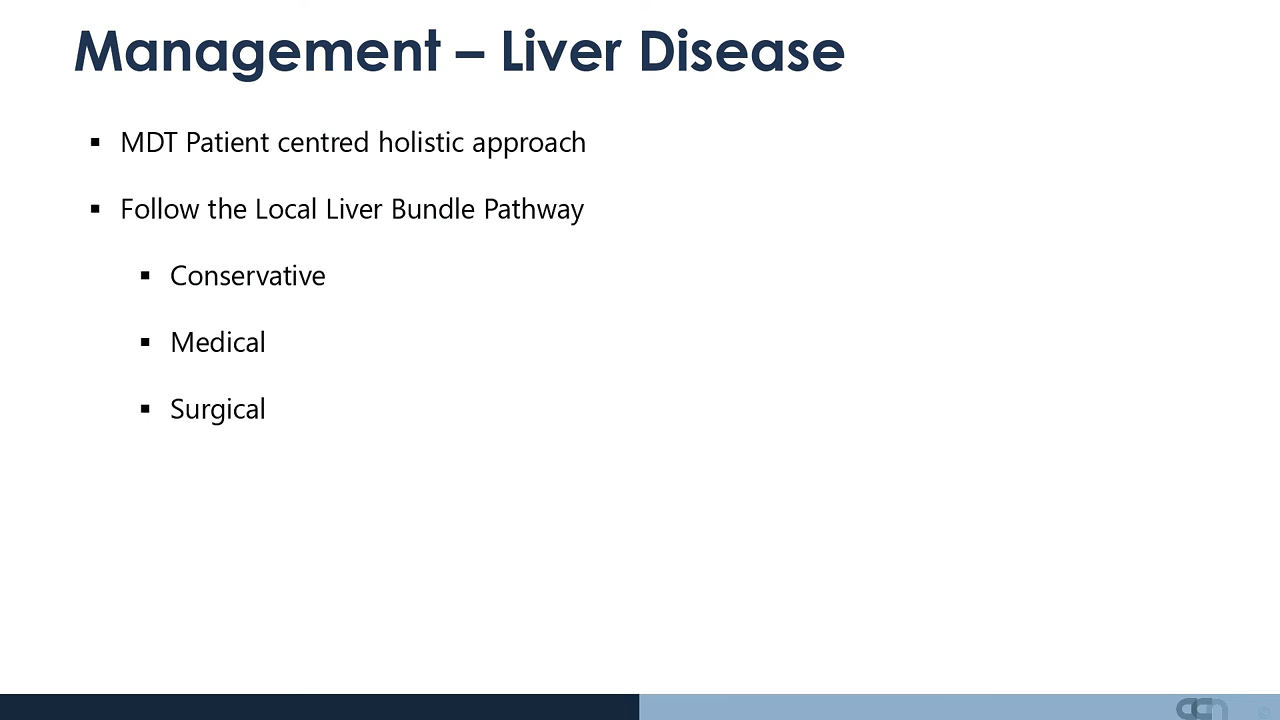 Management – Liver Disease
▪ MDT Patient centred holistic approach
▪ Follow the Local Liver Bundle Pathway
▪ Conservative
▪ Medical
▪ Surgical